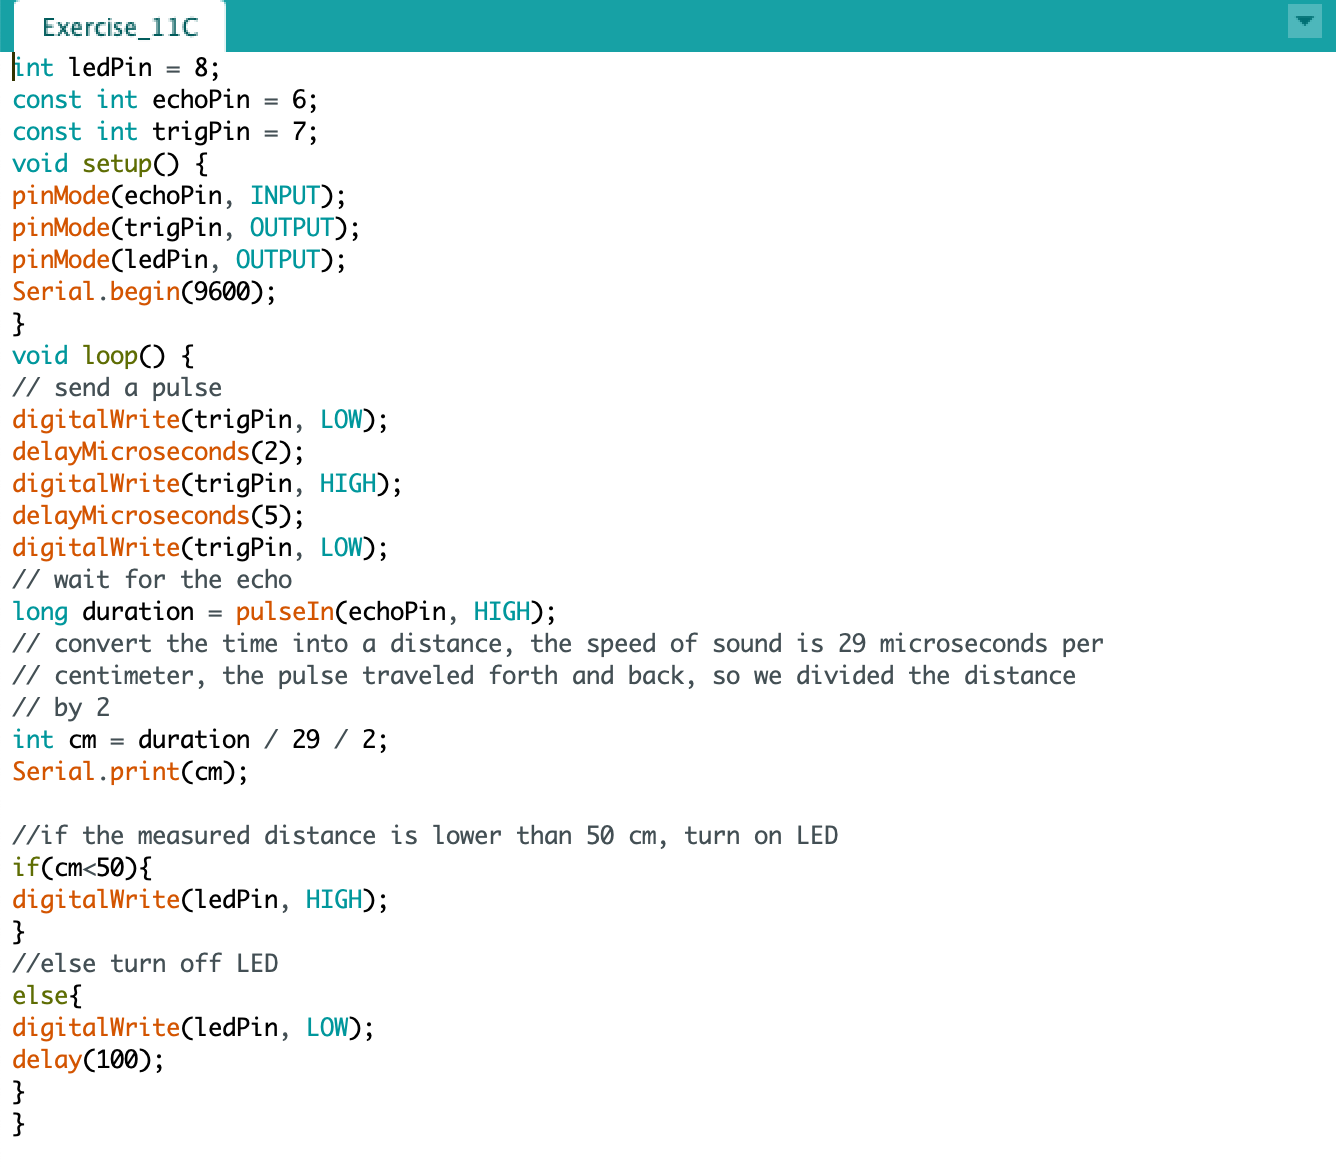 Exercise_11C
int ledPin = 8;
const int echoPin = 6;
const int trigPin = 7;
void setup() {
pinMode(echoPin, INPUT);
pinMode(trigPin, OUTPUT);
pinMode(ledPin, OUTPUT);
Serial.begin(9600);
}
void loop() {
// send a pulse
digitalWrite(trigPin, LOW);
delayMicroseconds(2);
digitalWrite(trigPin, HIGH);
delayMicroseconds(5);
digitalWrite(trigPin, LOW);
// wait for the echo
long duration = pulseIn(echoPin, HIGH);
// convert the time into a distance, the speed of sound is 29 microseconds per
// centimeter, the pulse traveled forth and back, so we divided the distance
// by 2
int cm = duration / 29 / 2;
Serial.print(cm);
//if the measured distance is lower than 50 cm, turn on LED
if(cm<50){
digitalWrite(ledPin, HIGH);
}
//else turn off LED
else{
digitalWrite(ledPin, LOW);
delay(100);
}
}